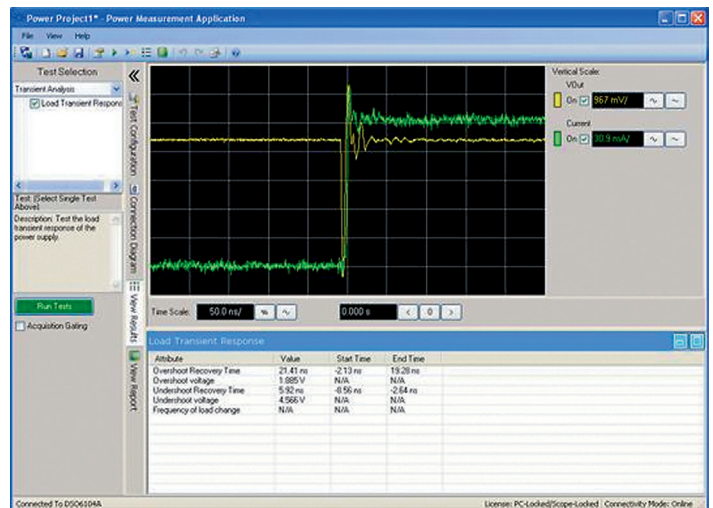 Power Project1* - Power Measurement Application
File View Help
Test Selection
Transient Analysis
Load Transient Respons
Test: (Select Single Test
Above)
Description: Test the load
transient response of the
power supply.
Run Tests
Acquisition Gating
Test Configuration
Connection Diagram
View Results
View Report
Vertical Scale:
VOut
On 967 mV/
Current
On 30.9 mA/
Time Scale: 50.0 ns/ 0.000 s < 0 >
Load Transient Response
Attribute Value Start Time End Time
Overshoot Recovery Time 21.41 ns -2.13 ns 19.28 ns
Overshoot voltage 1.885 V N/A N/A
Undershoot Recovery Time 5.92 ns -8.56 ns -2.64 ns
Undershoot voltage 4.566 V N/A N/A
Frequency of load change N/A N/A N/A
Connected To DSO6104A License: PC-Locked/Scope-Locked Connectivity Mode: Online